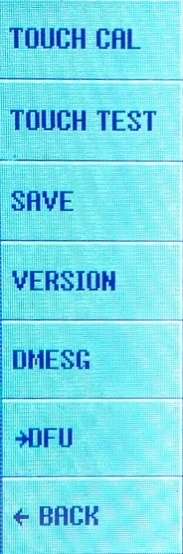 TOUCH CAL
TOUCH TEST
SAVE
VERSION
DMESG
→DFU
← BACK